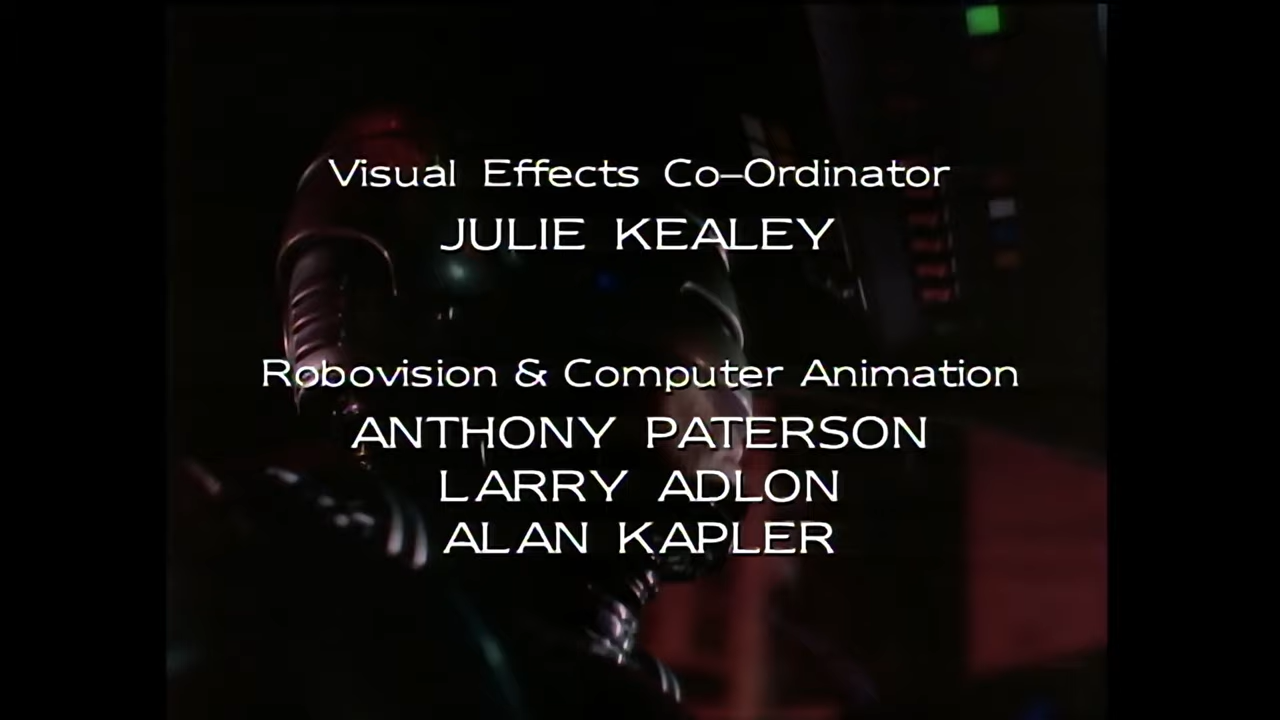 Visual Effects Co–Ordinator
JULIE KEALEY
Robovision & Computer Animation
ANTHONY PATERSON
LARRY ADLON
ALAN KAPLER